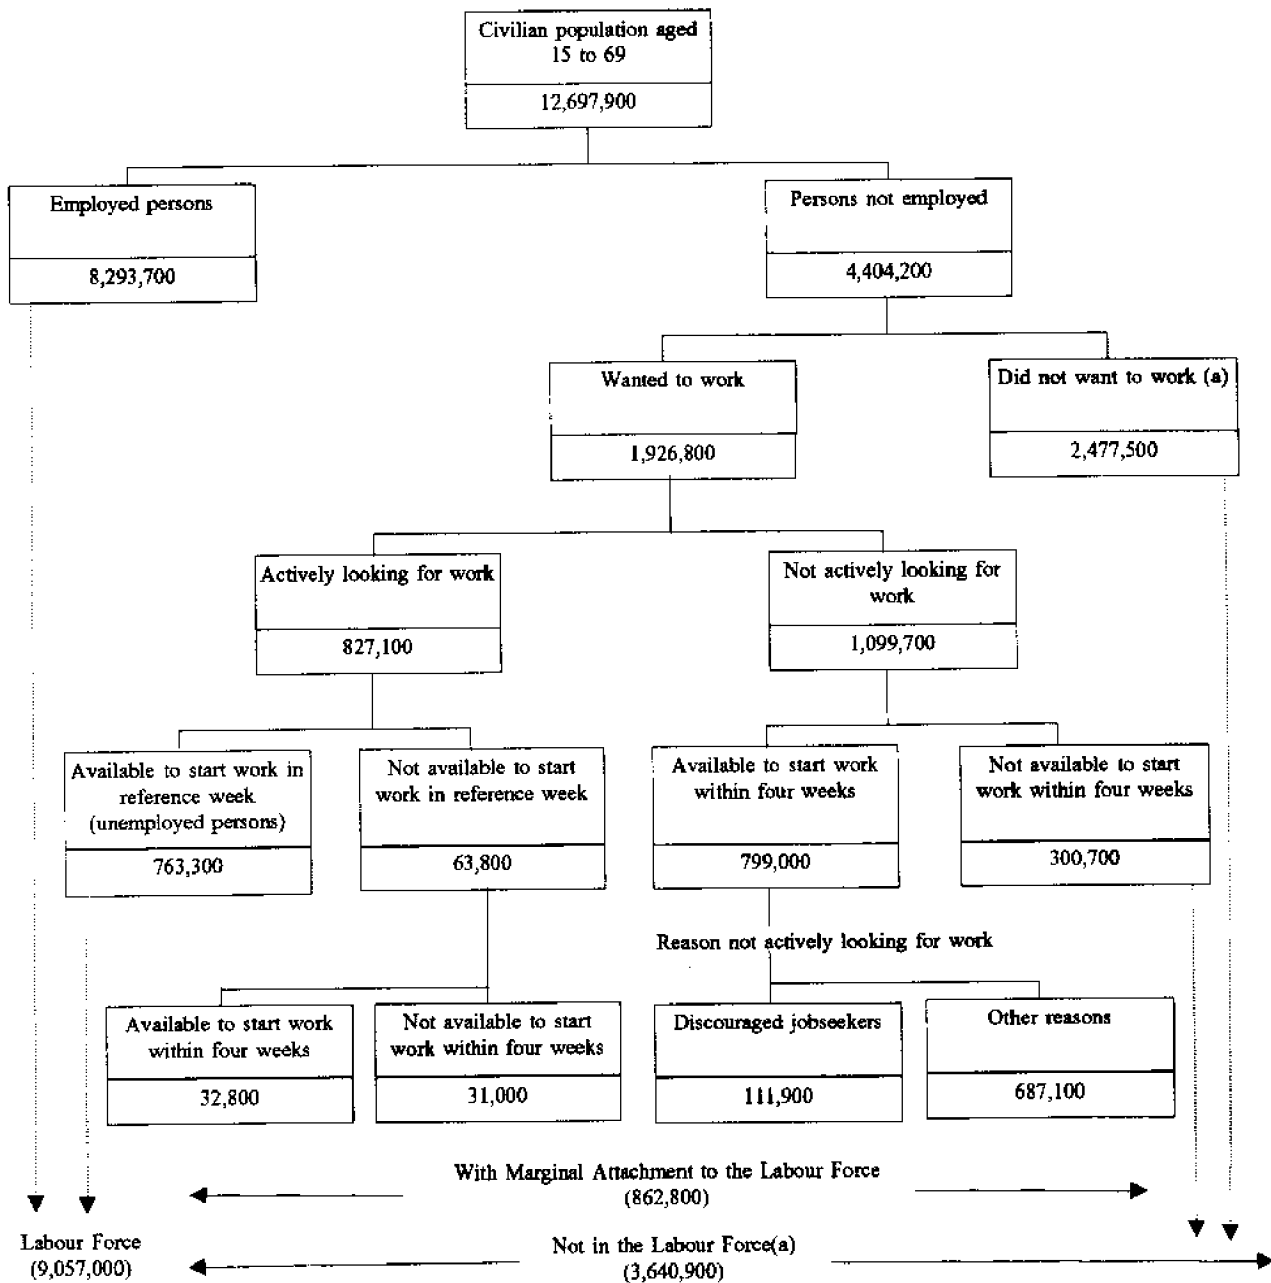 Civilian population aged
15 to 69
12,697,900
Employed persons
8,293,700
Persons not employed
4,404,200
Wanted to work
1,926,800
Did not want to work (a)
2,477,500
Actively looking for work
827,100
Not actively looking for
work
1,099,700
Available to start work in
reference week
(unemployed persons)
763,300
Not available to start
work in reference week
63,800
Available to start work
within four weeks
799,000
Not available to start
work within four weeks
300,700
Reason not actively looking for work
Available to start work
within four weeks
32,800
Not available to start
work within four weeks
31,000
Discouraged jobseekers
111,900
Other reasons
687,100
With Marginal Attachment to the Labour Force
(862,800)
Labour Force
(9,057,000)
Not in the Labour Force(a)
(3,640,900)